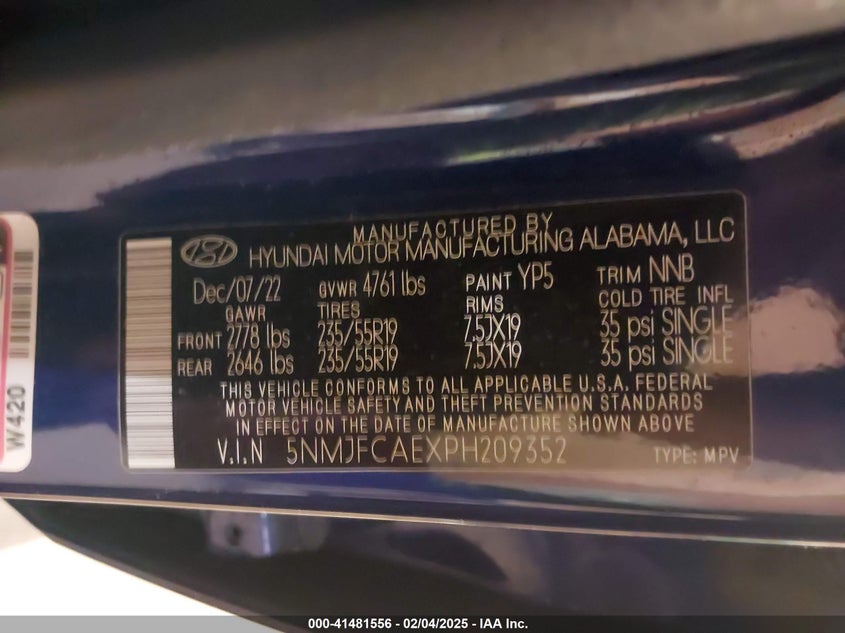 MANUFACTURED BY
HYUNDAI MOTOR MANUFACTURING ALABAMA, LLC
Dec/07/22 GVWR 4761 lbs PAINT YP5 TRIM NNB
GAWR TIRES RIMS COLD TIRE INFL
FRONT 2778 lbs 235/55R19 7.5JX19 35 psi SINGLE
REAR 2646 lbs 235/55R19 7.5JX19 35 psi SINGLE
THIS VEHICLE CONFORMS TO ALL APPLICABLE U.S.A. FEDERAL
MOTOR VEHICLE SAFETY AND THEFT PREVENTION STANDARDS
IN EFFECT ON THE DATE OF MANUFACTURE SHOWN ABOVE
V.I.N 5NMJFCAEXPH209352 TYPE: MPV
W420
000-41481556 - 02/04/2025 - IAA Inc.